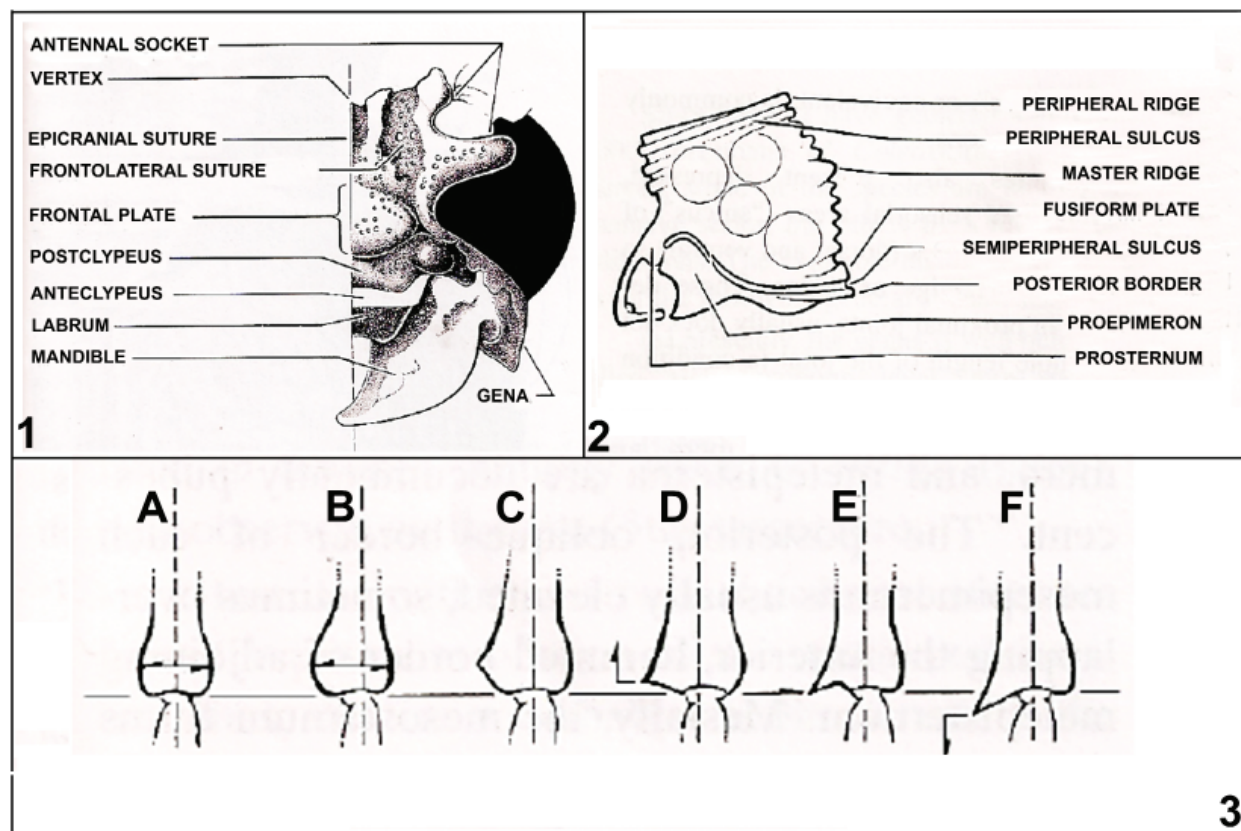 ANTENNAL SOCKET
VERTEX
EPICRANIAL SUTURE
FRONTOLATERAL SUTURE
FRONTAL PLATE
POSTCLYPEUS
ANTECLYPEUS
LABRUM
MANDIBLE
GENA
1
PERIPHERAL RIDGE
PERIPHERAL SULCUS
MASTER RIDGE
FUSIFORM PLATE
SEMIPERIPHERAL SULCUS
POSTERIOR BORDER
PROEPIMERON
PROSTERNUM
2
A B C D E F
3